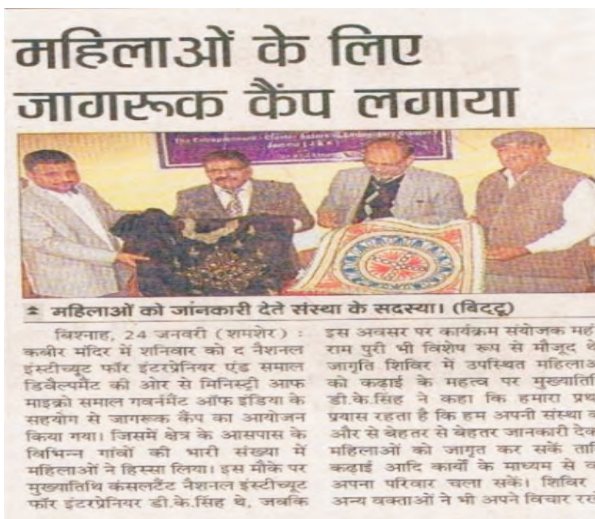 महिलाओं के लिए
जागरूक कैंप लगाया
महिलाओं को जांनकारी देते संस्था के सदस्या। (बिट्टू)
बिश्नाह, 24 जनवरी (शमशेर) :
कबीर मंदिर में शनिवार को द नैशनल
इंस्टीच्यूट फॉर इंटरप्रेनियर एंड समाल
डिवैल्पमैंट की ओर से मिनिस्ट्री आफ
माइक्रो समाल गवर्नमैंट ऑफ इंडिया के
सहयोग से जागरूक कैंप का आयोजन
किया गया। जिसमें क्षेत्र के आसपास के
विभिन्न गांवों की भारी संख्या में
महिलाओं ने हिस्सा लिया। इस मौके पर
मुख्यातिथि कंसलटैंट नैशनल इंस्टीच्यूट
फॉर इंटरप्रेनियर डी.के.सिंह थे, जबकि
इस अवसर पर कार्यक्रम संयोजक
राम पुरी भी विशेष रूप से मौजूद
जागृति शिविर में उपस्थित महिलाओं
को कढ़ाई के महत्व पर मुख्याति
डी.के.सिंह ने कहा कि हमारा प्रथ
प्रयास रहता है कि हम अपनी संस्था
और से बेहतर से बेहतर जानकारी देक
महिलाओं को जागृत कर सकें ताि
कढ़ाई आदि कार्यों के माध्यम से व
अपना परिवार चला सकें। शिविर
अन्य वक्ताओं ने भी अपने विचार रखे